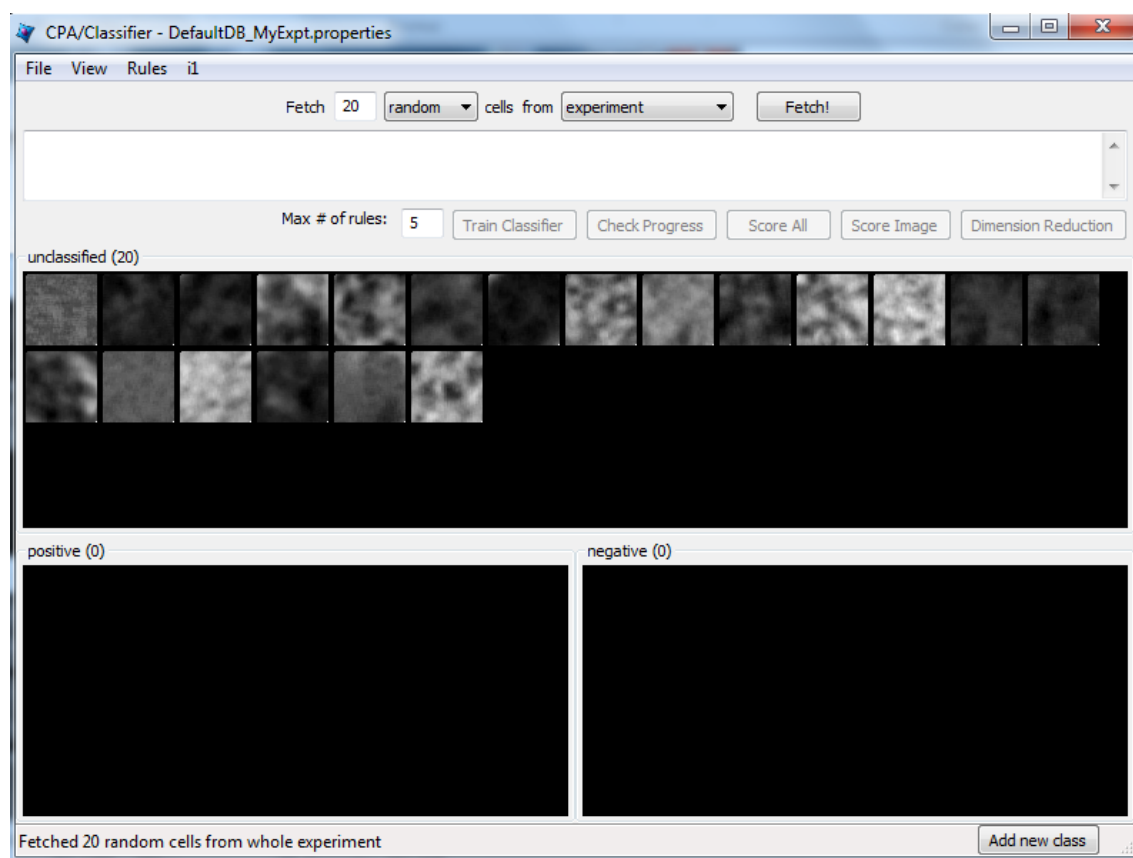 CPA/Classifier - DefaultDB_MyExpt.properties
File View Rules i1
Fetch 20 random cells from experiment Fetch!
Max # of rules: 5 Train Classifier Check Progress Score All Score Image Dimension Reduction
unclassified (20)
positive (0) negative (0)
Fetched 20 random cells from whole experiment Add new class